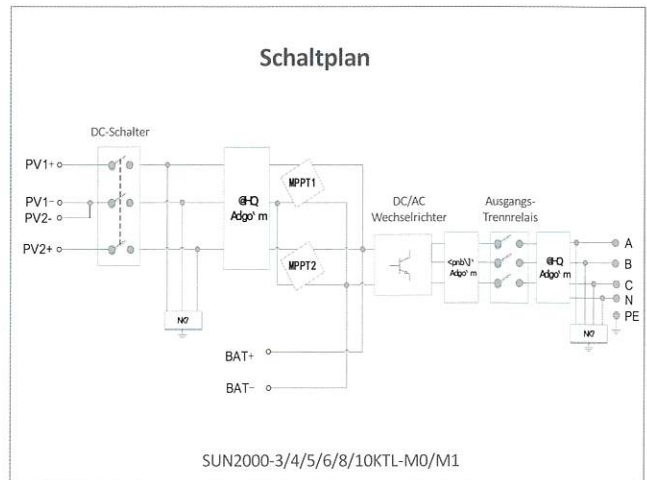 Schaltplan
DC-Schalter
PV1+
PV1-
PV2-
PV2+
MPPT1
MPPT2
DC/AC
Wechselrichter
Ausgangs-
Trennrelais
A
B
C
N
PE
BAT+
BAT-
SUN2000-3/4/5/6/8/10KTL-M0/M1